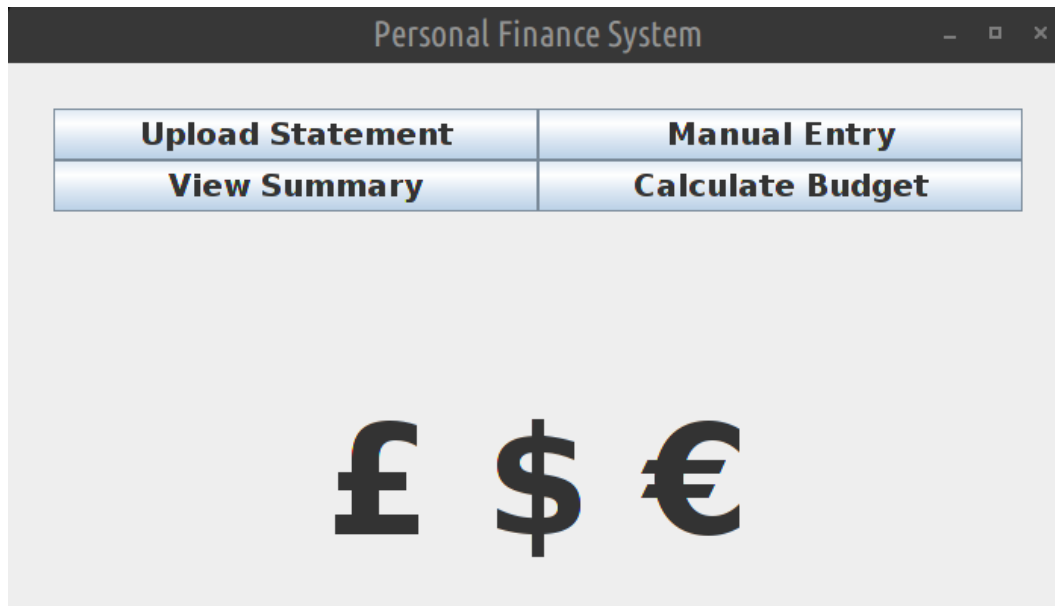 Personal Finance System
Upload Statement Manual Entry
View Summary Calculate Budget
£ $ €